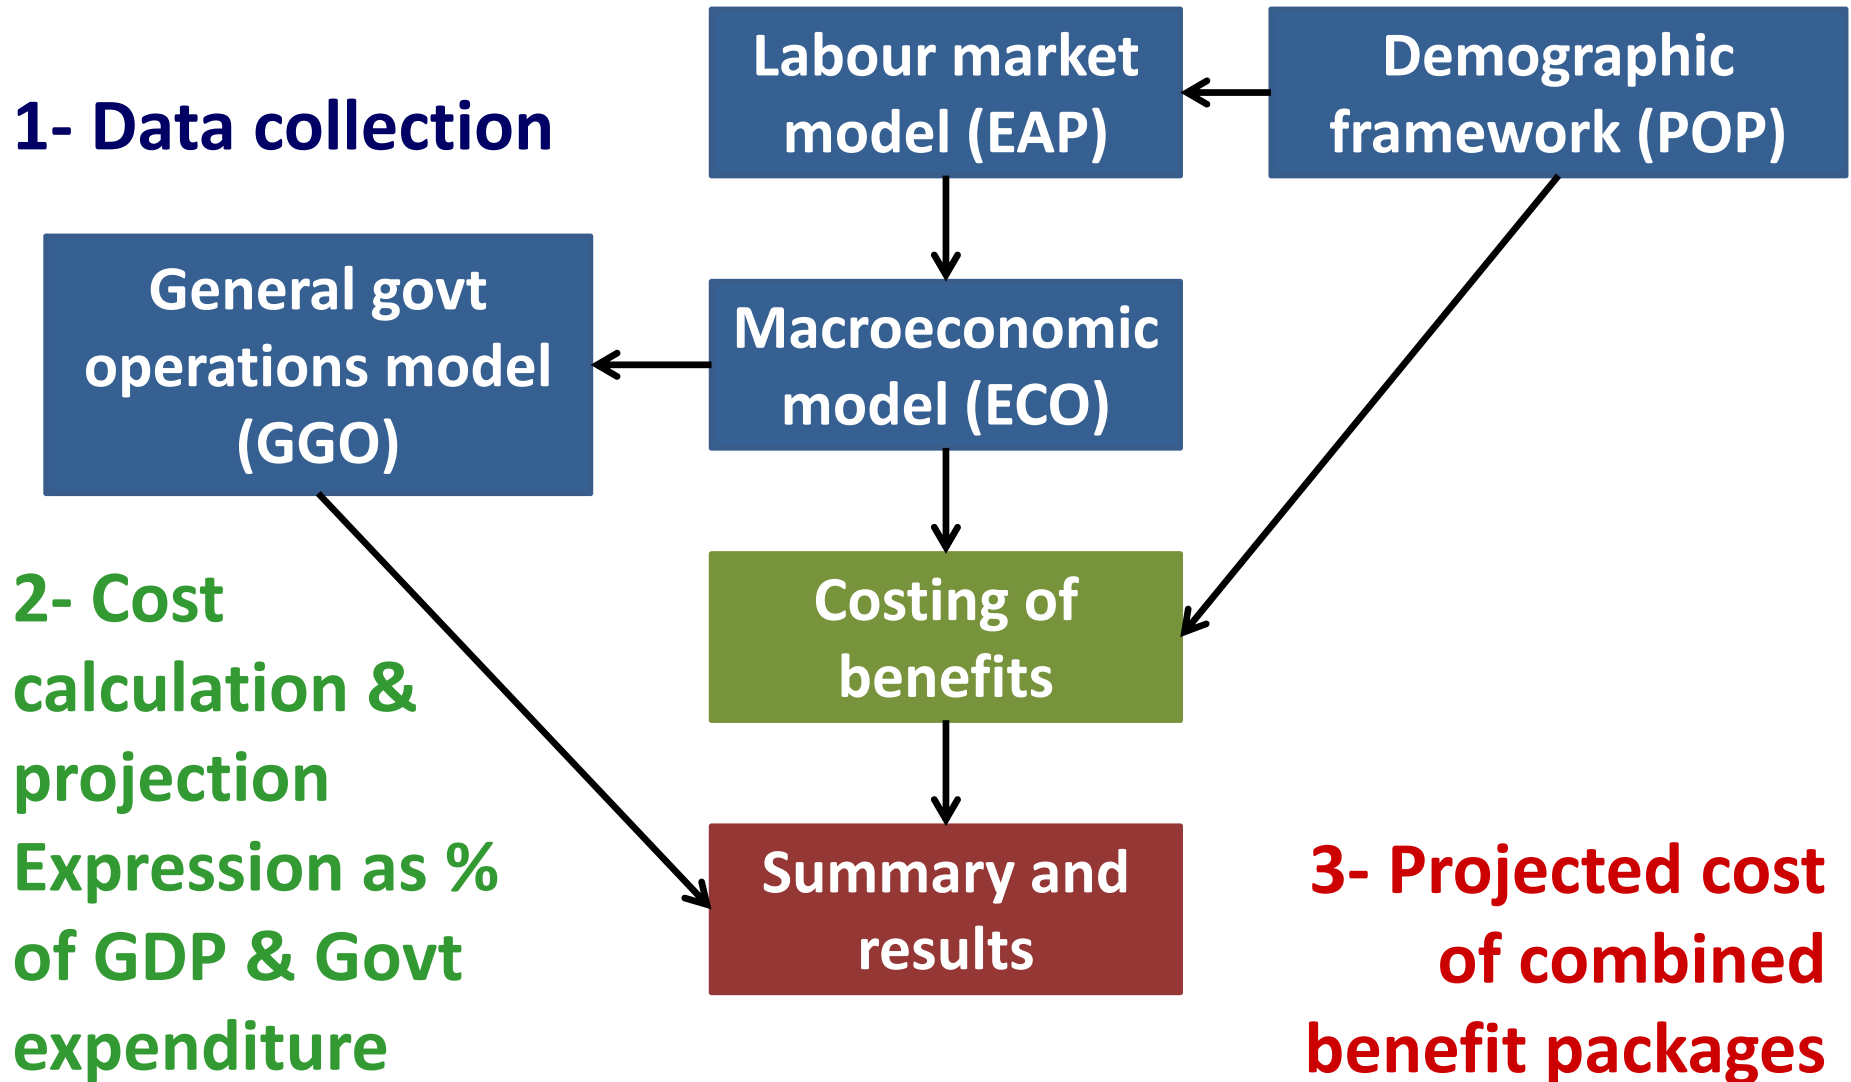 Labour market
model (EAP)
Demographic
framework (POP)
1- Data collection
General govt
operations model
(GGO)
Macroeconomic
model (ECO)
2- Cost
calculation &
projection
Expression as %
of GDP & Govt
expenditure
Costing of
benefits
Summary and
results
3- Projected cost
of combined
benefit packages